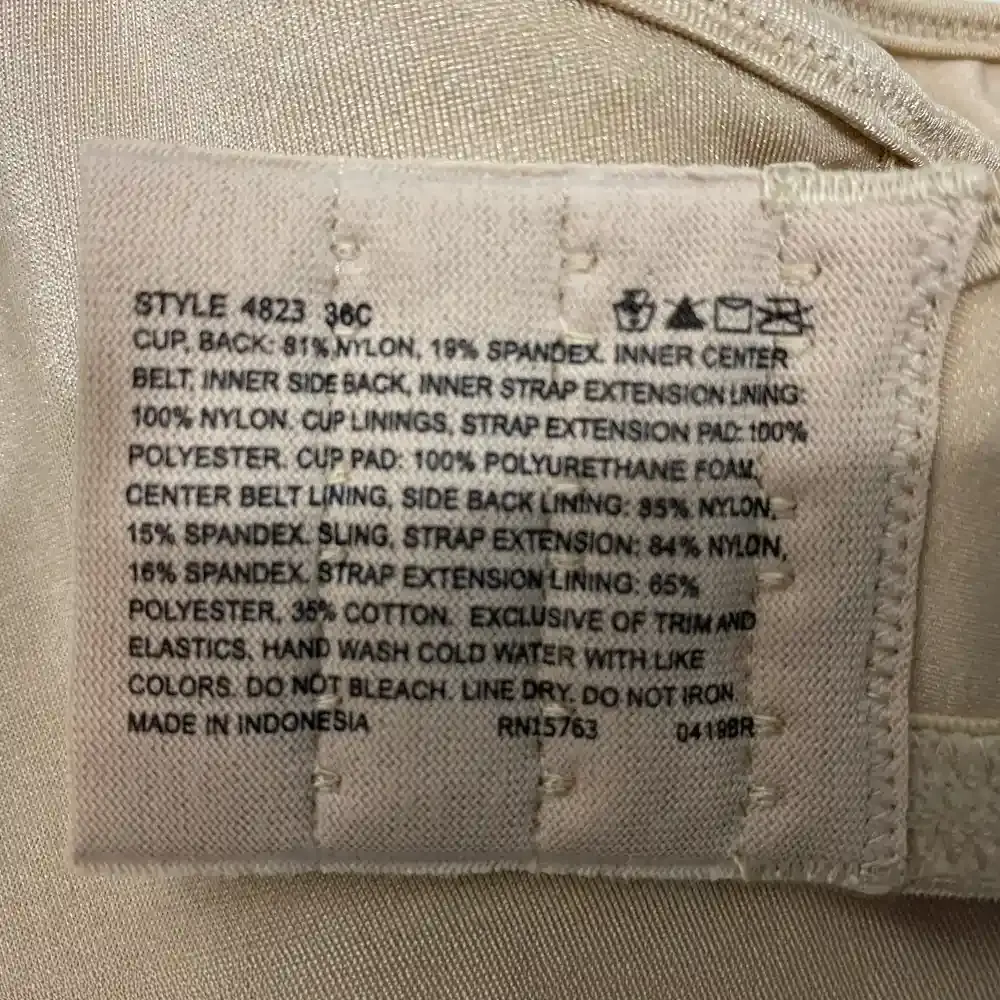 STYLE 4823 36C
CUP, BACK: 81% NYLON, 19% SPANDEX. INNER CENTER
BELT, INNER SIDE BACK, INNER STRAP EXTENSION LINING:
100% NYLON. CUP LININGS, STRAP EXTENSION PAD: 100%
POLYESTER. CUP PAD: 100% POLYURETHANE FOAM.
CENTER BELT LINING, SIDE BACK LINING: 85% NYLON,
15% SPANDEX. SLING, STRAP EXTENSION: 84% NYLON,
16% SPANDEX. STRAP EXTENSION LINING: 65%
POLYESTER, 35% COTTON. EXCLUSIVE OF TRIM AND
ELASTICS. HAND WASH COLD WATER WITH LIKE
COLORS. DO NOT BLEACH. LINE DRY. DO NOT IRON.
MADE IN INDONESIA RN15763 0419BR